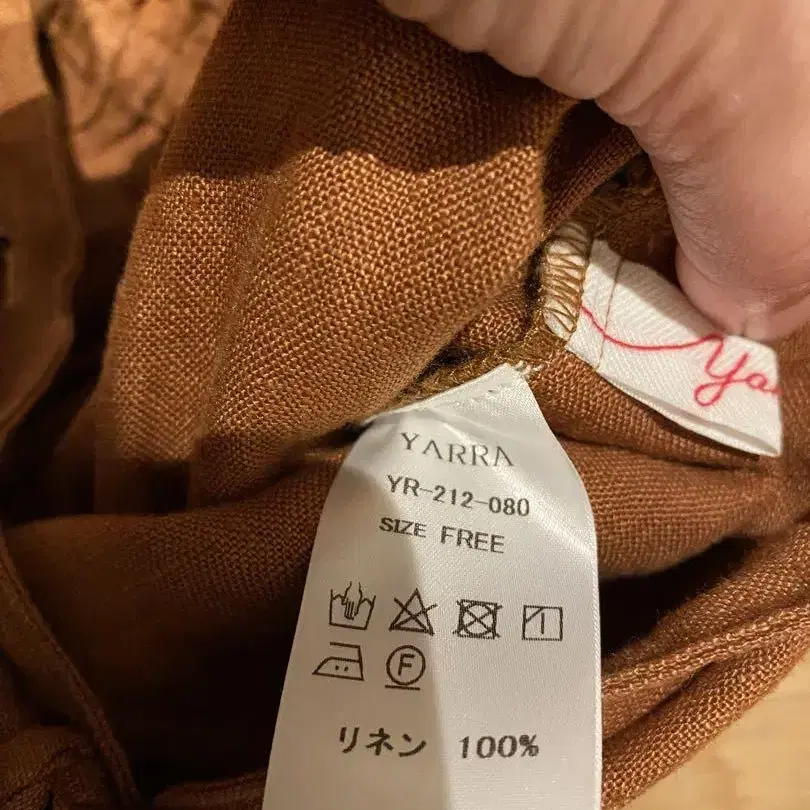 YARRA
YR-212-080
SIZE FREE
F
リネン 100%